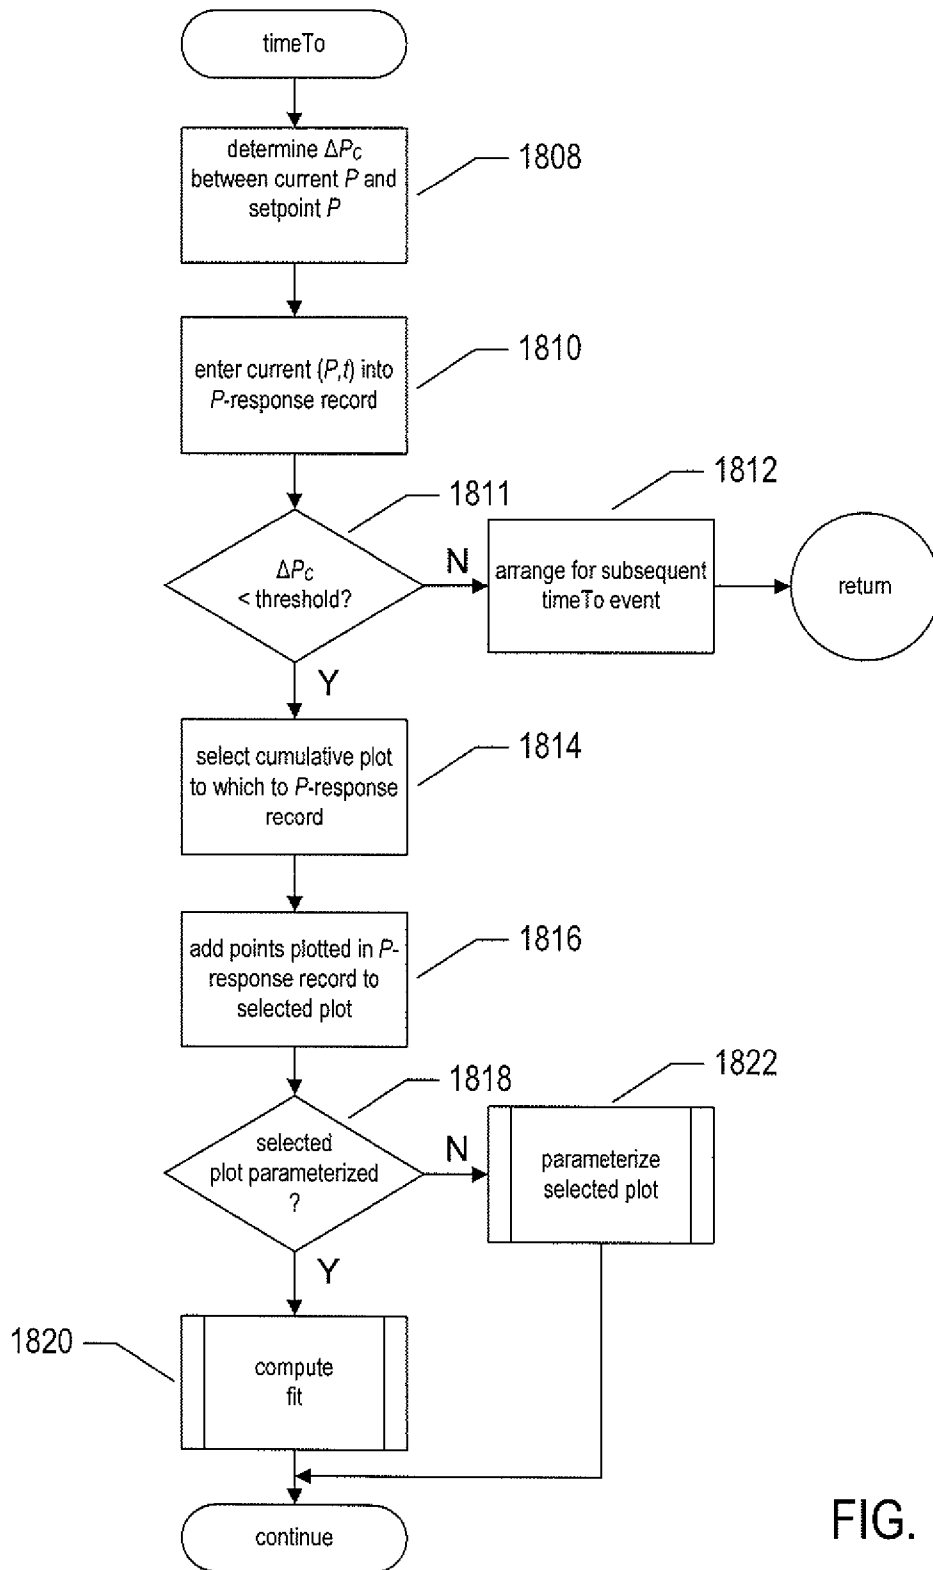 timeTo
determine ΔPC
between current P and
setpoint P
1808
enter current (P,t) into
P-response record
1810
ΔPC
< threshold?
1811
N
arrange for subsequent
timeTo event
1812
return
Y
select cumulative plot
to which to P-response
record
1814
add points plotted in P-
response record to
selected plot
1816
selected
plot parameterized
?
1818
N
parameterize
selected plot
1822
Y
compute
fit
1820
continue
FIG.